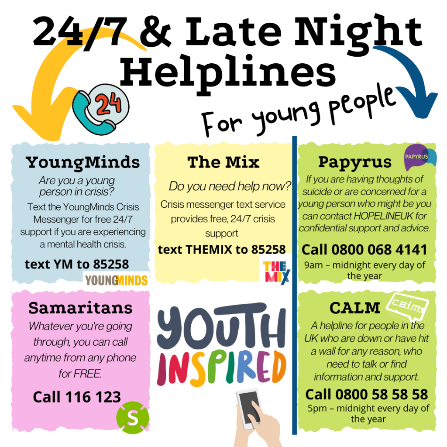 24/7 & Late Night
Helplines
For young people
24
YoungMinds
Are you a young
person in crisis?
Text the YoungMinds Crisis
Messenger for free 24/7
support if you are experiencing
a mental health crisis.
text YM to 85258
YOUNGMINDS
The Mix
Do you need help now?
Crisis messenger text service
provides free, 24/7 crisis
support
text THEMIX to 85258
THE
MIX
PAPYRUS
Papyrus
If you are having thoughts of
suicide or are concerned for a
young person who might be you
can contact HOPELINEUK for
confidential support and advice.
Call 0800 068 4141
9am – midnight every day of
the year
Samaritans
Whatever you're going
through, you can call
anytime from any phone
for FREE.
Call 116 123
S
YOUTH
INSPIRED
CALM
calm
A helpline for people in the
UK who are down or have hit
a wall for any reason, who
need to talk or find
information and support.
Call 0800 58 58 58
5pm – midnight every day of
the year